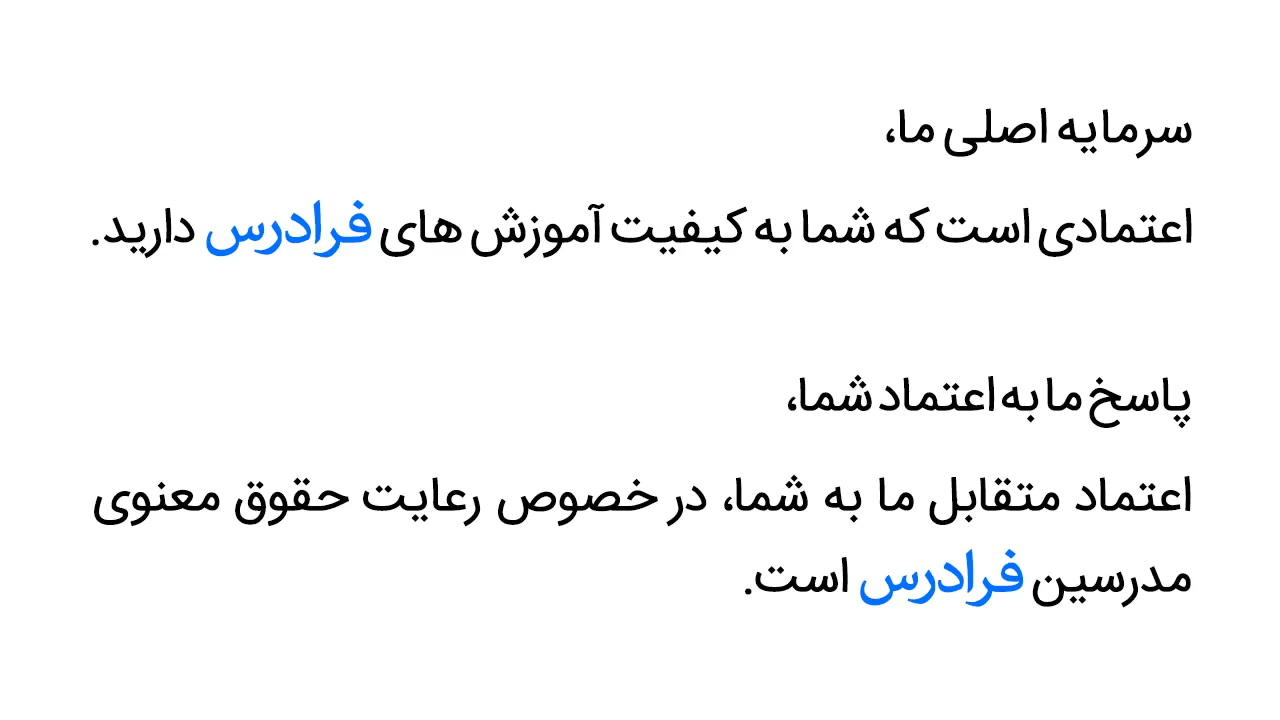 سرمایه اصلی ما،
اعتمادی است که شما به کیفیت آموزش های فرادرس دارید.
پاسخ ما به اعتماد شما،
اعتماد متقابل ما به شما، در خصوص رعایت حقوق معنوی
مدرسین فرادرس است.